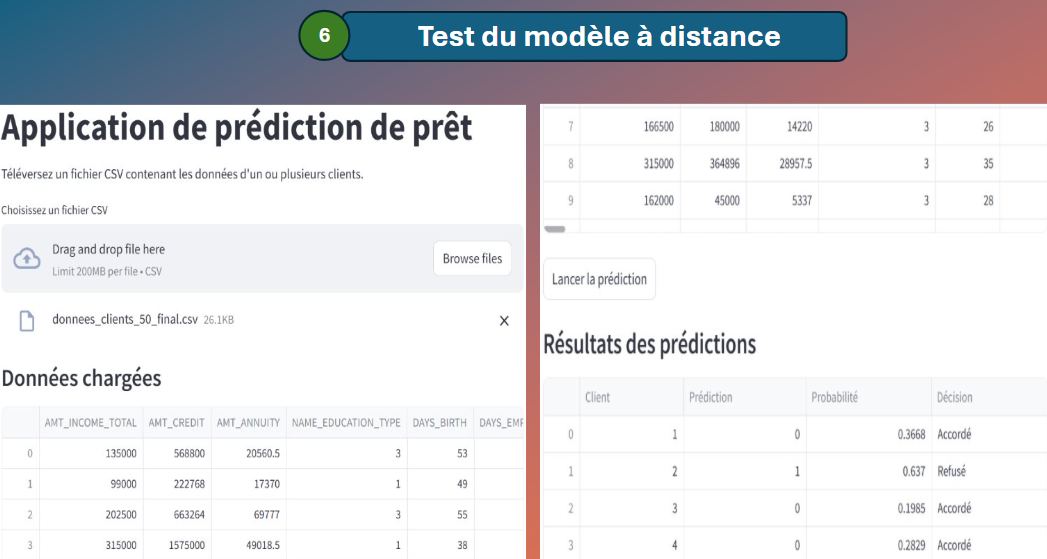 6
Test du modèle à distance
Application de prédiction de prêt
Téléversez un fichier CSV contenant les données d'un ou plusieurs clients.
Choisissez un fichier CSV
Drag and drop file here
Limit 200MB per file • CSV
Browse files
donnees_clients_50_final.csv 26.1KB
X
Données chargées
AMT_INCOME_TOTAL AMT_CREDIT AMT_ANNUITY NAME_EDUCATION_TYPE DAYS_BIRTH DAYS_EMF
0 135000 568800 20560.5 3 53
1 99000 222768 17370 1 49
2 202500 663264 69777 3 55
3 315000 1575000 49018.5 1 38
7 166500 180000 14220 3 26
8 315000 364896 28957.5 3 35
9 162000 45000 5337 3 28
Lancer la prédiction
Résultats des prédictions
Client Prédiction Probabilité Décision
0 1 0 0.3668 Accordé
1 2 1 0.637 Refusé
2 3 0 0.1985 Accordé
3 4 0 0.2829 Accordé